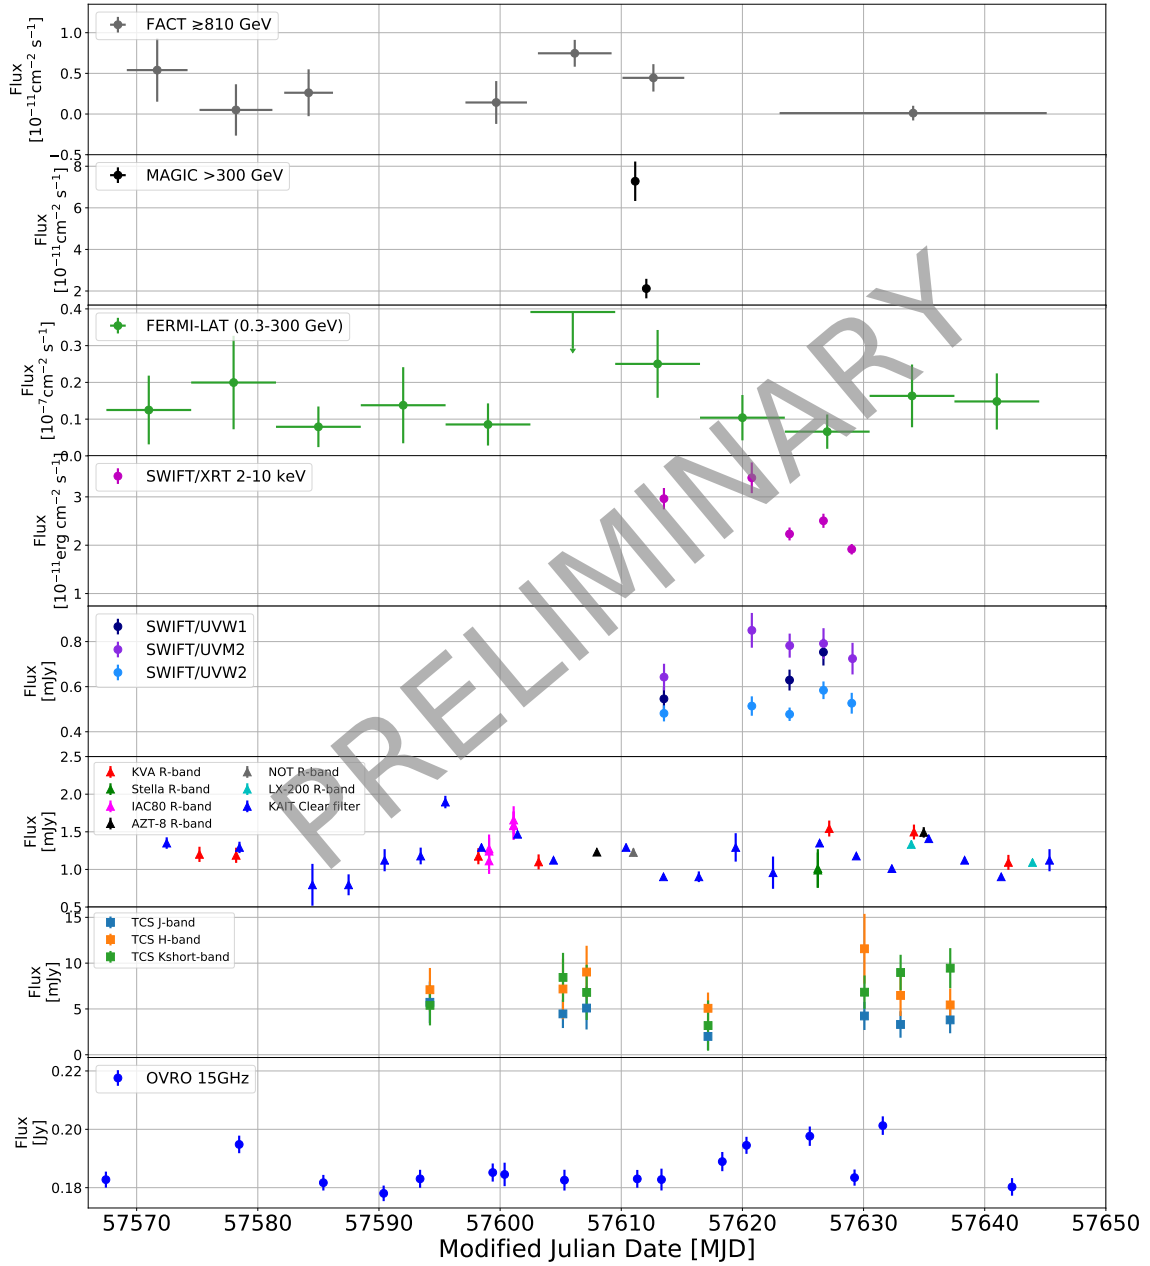 FACT ≥810 GeV
Flux
[10⁻¹¹cm⁻² s⁻¹]
1.0
0.5
0.0
−0.5
MAGIC >300 GeV
Flux
[10⁻¹¹cm⁻² s⁻¹]
8
6
4
2
FERMI-LAT (0.3-300 GeV)
Flux
[10⁻⁷cm⁻² s⁻¹]
0.4
0.3
0.2
0.1
0.0
SWIFT/XRT 2-10 keV
Flux
[10⁻¹¹erg cm⁻² s⁻¹]
3
2
1
SWIFT/UVW1
SWIFT/UVM2
SWIFT/UVW2
Flux
[mJy]
0.8
0.6
0.4
KVA R-band
Stella R-band
IAC80 R-band
AZT-8 R-band
NOT R-band
LX-200 R-band
KAIT Clear filter
Flux
[mJy]
2.5
2.0
1.5
1.0
0.5
TCS J-band
TCS H-band
TCS Kshort-band
Flux
[mJy]
15
10
5
0
OVRO 15GHz
Flux
[Jy]
0.22
0.20
0.18
57570 57580 57590 57600 57610 57620 57630 57640 57650
Modified Julian Date [MJD]
PRELIMINARY